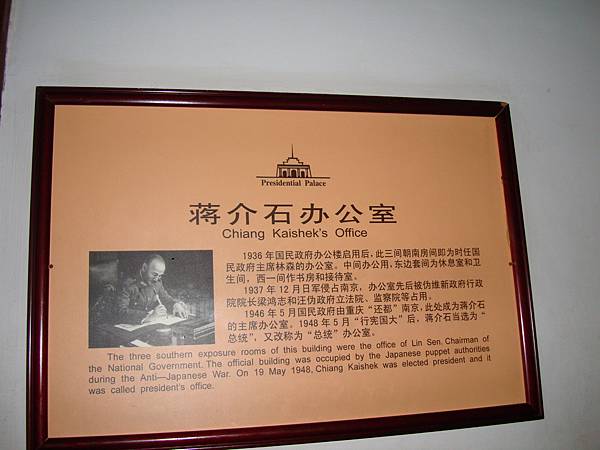 Presidential Palace
蒋介石办公室
Chiang Kaishek's Office
1936 年国民政府办公楼启用后，此三间朝南房间即为时任国
民政府主席林森的办公室。中间办公用，东边套间为休息室和卫
生间，西一间作书房和接待室。
1937 年 12 月日军侵占南京，办公室先后被伪维新政府行政
院院长梁鸿志和汪伪政府立法院、监察院等占用。
1946 年 5 月国民政府由重庆“还都”南京，此处成为蒋介石
的主席办公室。1948 年 5 月“行宪国大”后，蒋介石当选为“
总统”，又改称为“总统”办公室。
The three southern exposure rooms of this building were the office of Lin Sen. Chairman of
the National Government. The official building was occupied by the Japanese puppet authorities
during the Anti—Japanese War. On 19 May 1948, Chiang Kaishek was elected president and it
was called president's office.